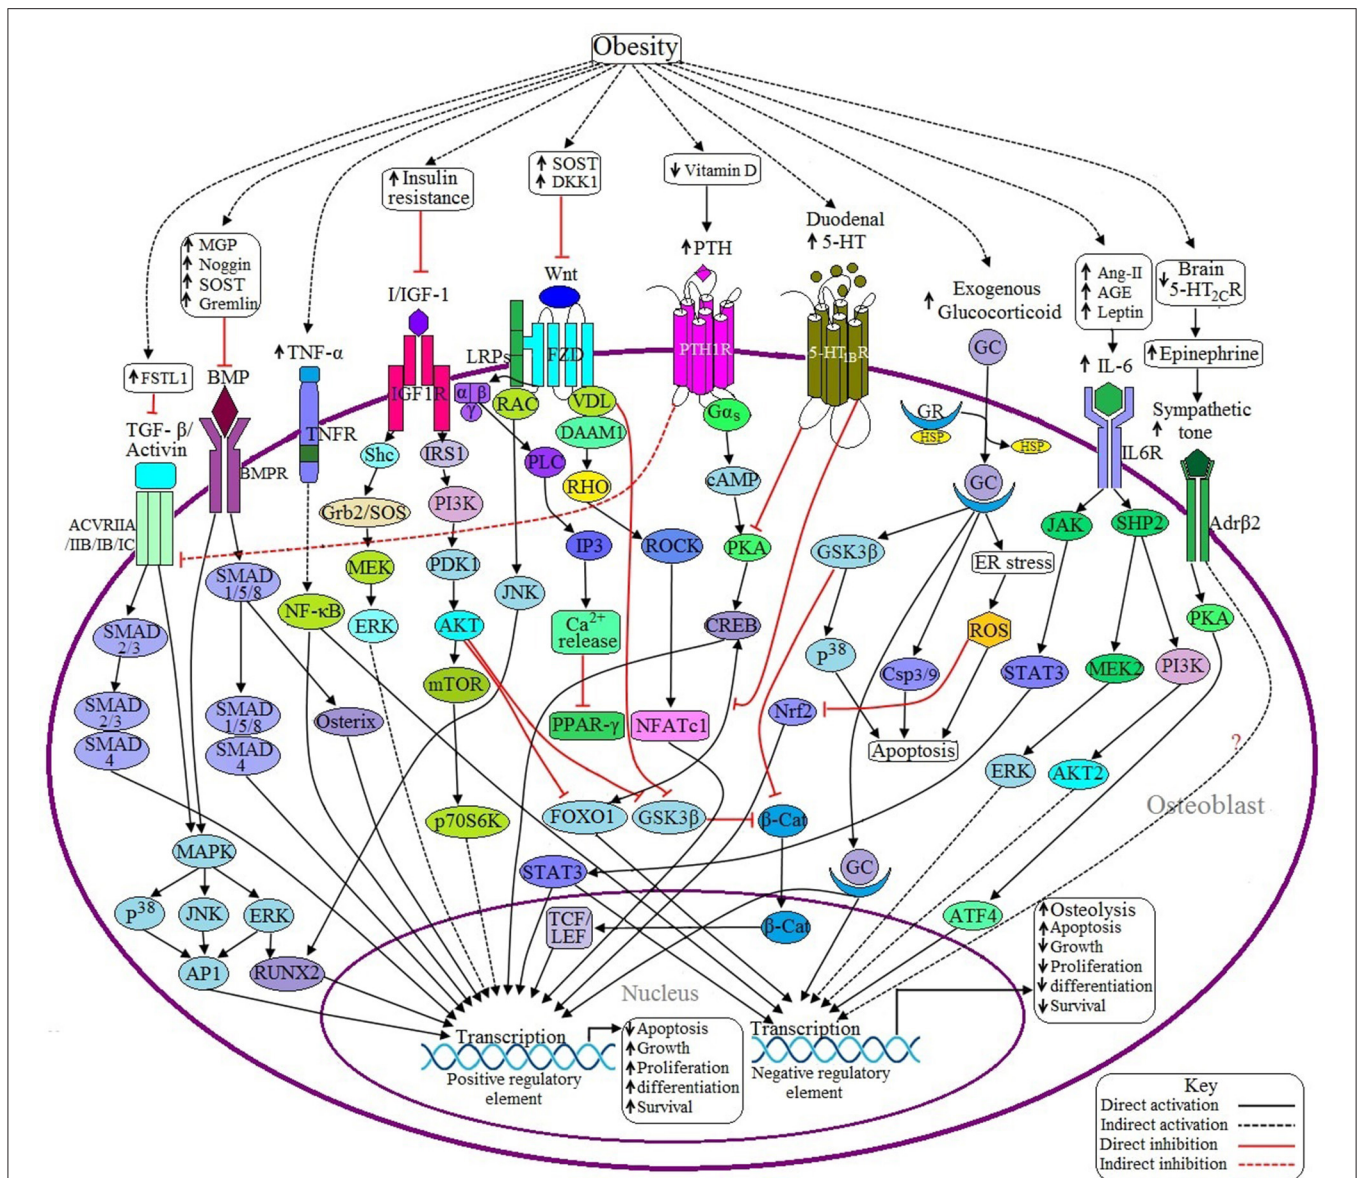 Obesity
↑ Insulin
resistance
↑ SOST
↑ DKK1
↓ Vitamin D
↑ MGP
↑ Noggin
↑ SOST
↑ Gremlin
↑ PTH
Duodenal
↑ 5-HT
↑ Exogenous
Glucocorticoid
↑ Ang-II
↑ AGE
↑ Leptin
↓ Brain
5-HT2CR
Wnt
I/IGF-1
↑ TNF-α
↑ FSTL1
BMP
TGF- β/
Activin
LRPs
FZD
PTH1R
5-HT1BR
GC
↑ IL-6
↑ Epinephrine
↑ Sympathetic
tone
IGF1R
α β
γ
RAC
VDL
Gαs
GR
HSP
HSP
TNFR
BMPR
Shc
IRS1
DAAM1
PLC
RHO
cAMP
GC
IL6R
Adrβ2
ACVRIIA
/IIB/IB/IC
Grb2/SOS
PI3K
IP3
ROCK
PKA
GSK3β
JAK
SHP2
ER stress
SMAD
1/5/8
MEK
PDK1
JNK
NF-κB
ERK
AKT
Ca2+
release
CREB
ROS
PKA
SMAD
2/3
P38
Csp3/9
STAT3
MEK2
PI3K
mTOR
SMAD
2/3
SMAD
4
SMAD
1/5/8
SMAD
4
Osterix
PPAR-γ
NFATc1
Nrf2
Apoptosis
?
ERK
AKT2
p70S6K
FOXO1
GSK3β
β-Cat
Osteoblast
MAPK
STAT3
GC
P38
JNK
ERK
TCF/
LEF
β-Cat
ATF4
↑ Osteolysis
↑ Apoptosis
↓ Growth
↓ Proliferation
↓ differentiation
↓ Survival
AP1
RUNX2
Nucleus
Transcription
Positive regulatory
element
↓ Apoptosis
↑ Growth
↑ Proliferation
↑ differentiation
↑ Survival
Transcription
Negative regulatory
element
Key
Direct activation
Indirect activation
Direct inhibition
Indirect inhibition